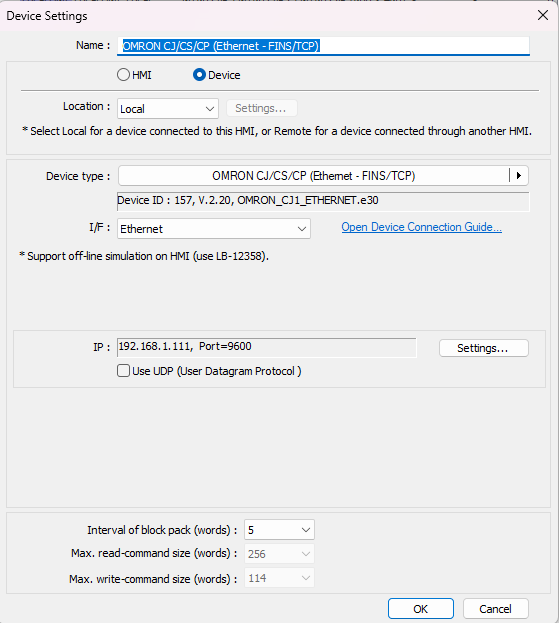 Device Settings
Name : OMRON CJ/CS/CP (Ethernet - FINS/TCP)
HMI Device
Location : Local Settings...
* Select Local for a device connected to this HMI, or Remote for a device connected through another HMI.
Device type : OMRON CJ/CS/CP (Ethernet - FINS/TCP)
Device ID : 157, V.2.20, OMRON_CJ1_ETHERNET.e30
I/F : Ethernet Open Device Connection Guide...
* Support off-line simulation on HMI (use LB-12358).
IP : 192.168.1.111, Port=9600 Settings...
Use UDP (User Datagram Protocol )
Interval of block pack (words) : 5
Max. read-command size (words) : 256
Max. write-command size (words) : 114
OK Cancel